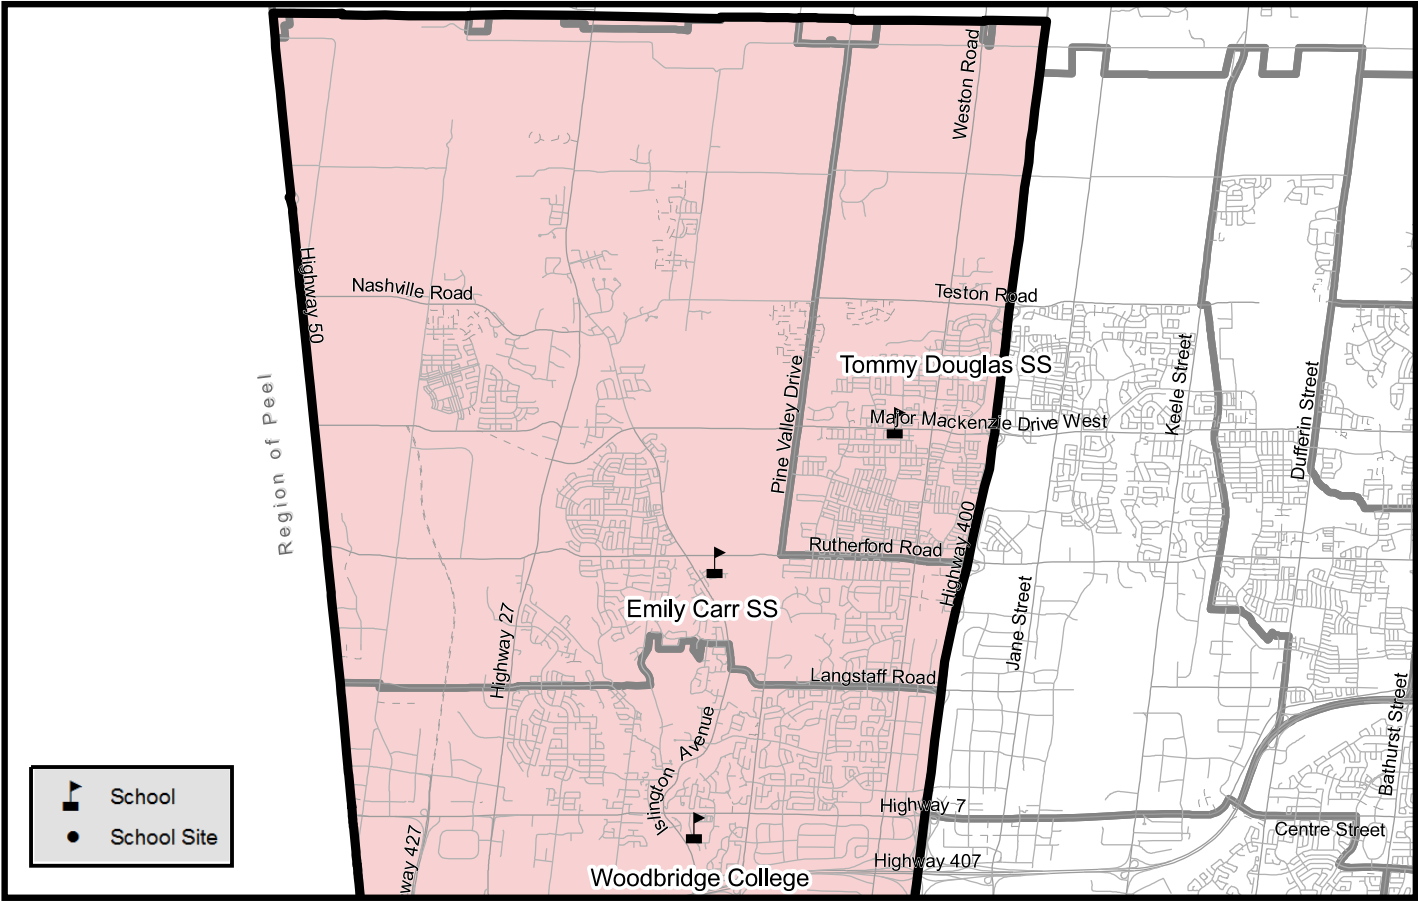 Weston Road
Highway 50
Nashville Road
Teston Road
Tommy Douglas SS
Keele Street
Pine Valley Drive
Dufferin Street
Region of Peel
Major Mackenzie Drive West
Rutherford Road
Highway 400
Emily Carr SS
Jane Street
Highway 27
Langstaff Road
Bathurst Street
Islington Avenue
School
School Site
Highway 7
Centre Street
way 427
Highway 407
Woodbridge College